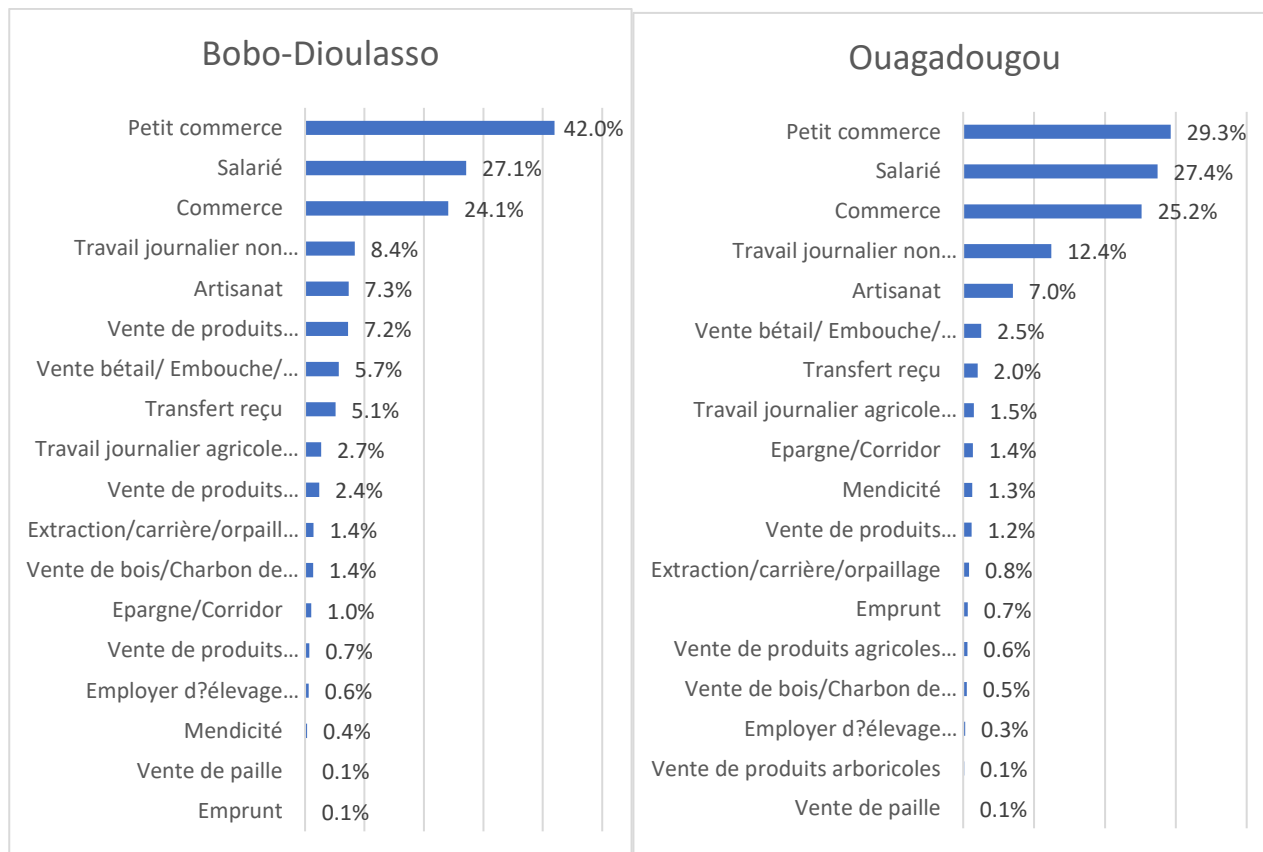 Bobo-Dioulasso
Petit commerce 42.0%
Salarié 27.1%
Commerce 24.1%
Travail journalier non… 8.4%
Artisanat 7.3%
Vente de produits… 7.2%
Vente bétail/ Embouche/… 5.7%
Transfert reçu 5.1%
Travail journalier agricole… 2.7%
Vente de produits… 2.4%
Extraction/carrière/orpaill… 1.4%
Vente de bois/Charbon de… 1.4%
Epargne/Corridor 1.0%
Vente de produits… 0.7%
Employer d?élevage… 0.6%
Mendicité 0.4%
Vente de paille 0.1%
Emprunt 0.1%
Ouagadougou
Petit commerce 29.3%
Salarié 27.4%
Commerce 25.2%
Travail journalier non… 12.4%
Artisanat 7.0%
Vente bétail/ Embouche/… 2.5%
Transfert reçu 2.0%
Travail journalier agricole… 1.5%
Epargne/Corridor 1.4%
Mendicité 1.3%
Vente de produits… 1.2%
Extraction/carrière/orpaillage 0.8%
Emprunt 0.7%
Vente de produits agricoles… 0.6%
Vente de bois/Charbon de… 0.5%
Employer d?élevage… 0.3%
Vente de produits arboricoles 0.1%
Vente de paille 0.1%